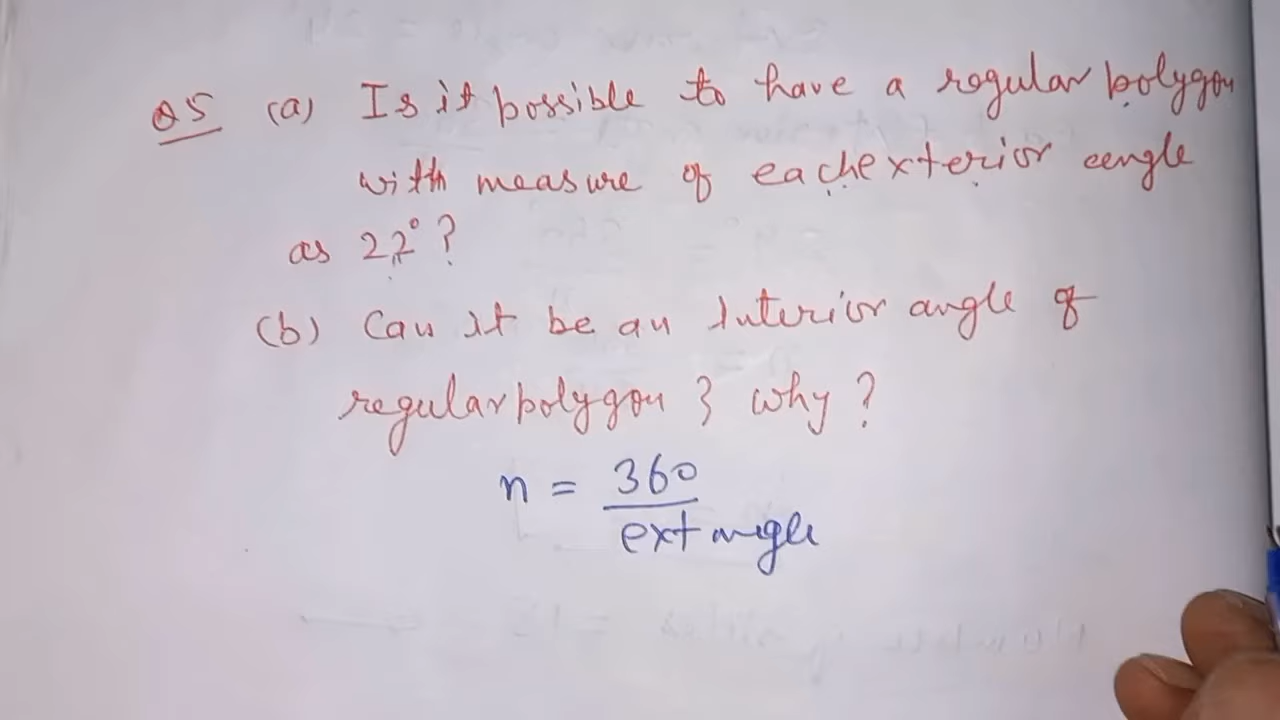 Q5 (a) Is it possible to have a regular polygon
with measure of each exterior angle
as 22° ?
(b) Can it be an interior angle of
regular polygon ? why ?
n = 360
ext angle